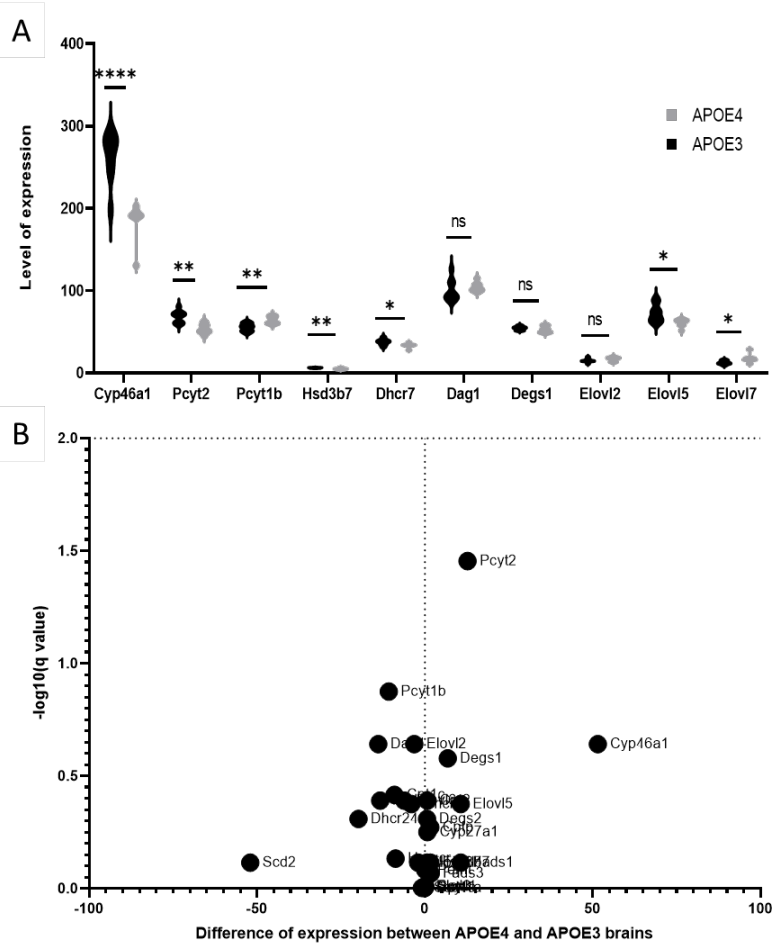 A
400
300
200
100
0
Level of expression
****
**
**
**
*
ns
ns
ns
*
*
APOE4
APOE3
Cyp46a1 Pcyt2 Pcyt1b Hsd3b7 Dhcr7 Dag1 Degs1 Elovl2 Elovl5 Elovl7
B
2.0
1.5
1.0
0.5
0.0
-log10(q value)
Pcyt2
Pcyt1b
Elovl2
Cyp46a1
Degs1
Elovl5
Dhcr24
Degs2
Cyp27a1
Scd2
Fads1
Fads3
-100 -50 0 50 100
Difference of expression between APOE4 and APOE3 brains